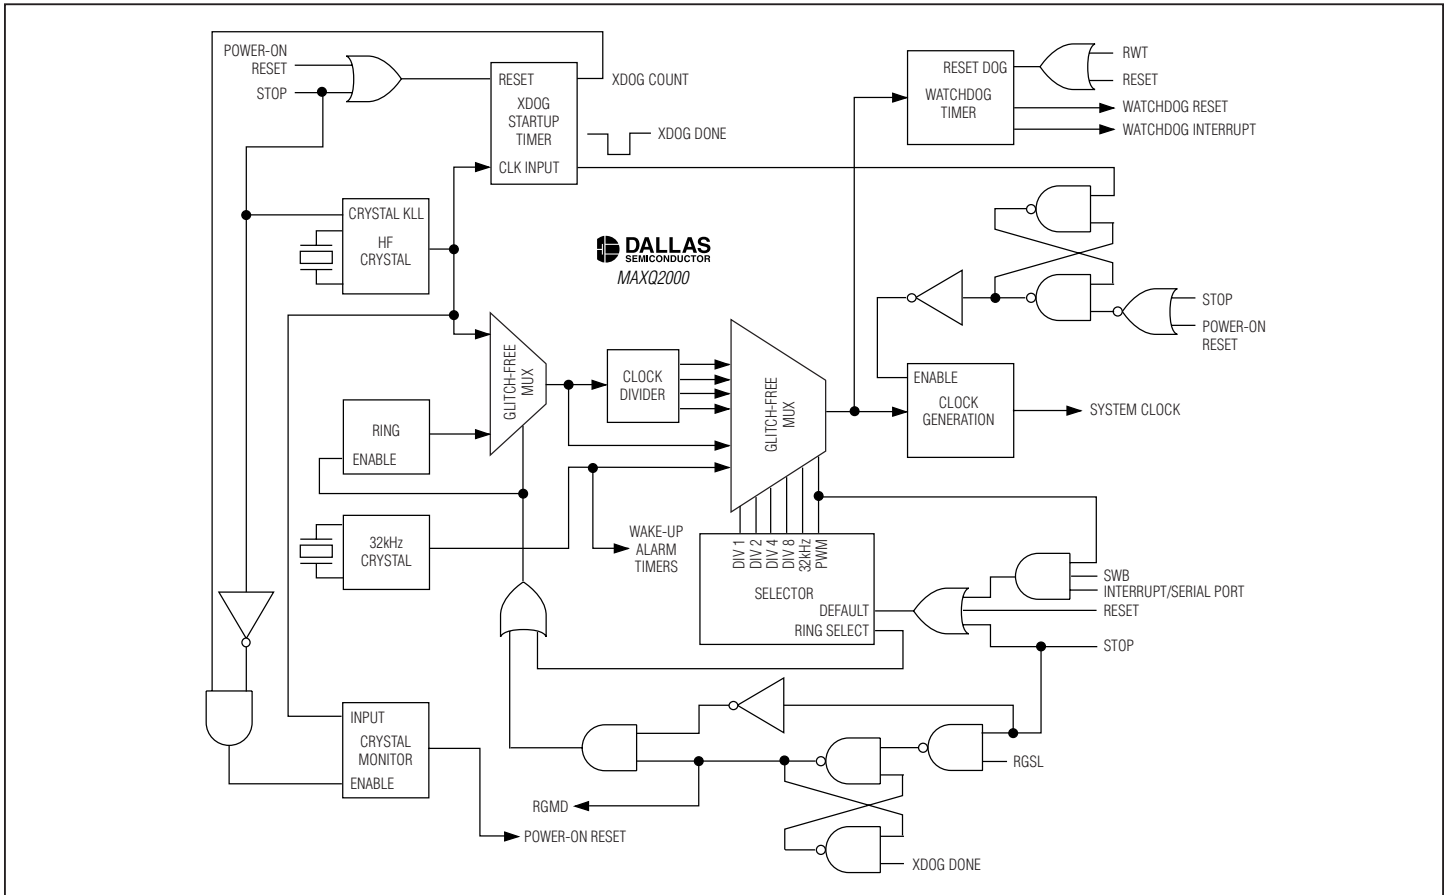 POWER-ON
RESET
STOP
RESET
XDOG
STARTUP
TIMER
CLK INPUT
XDOG COUNT
XDOG DONE
RESET DOG
WATCHDOG
TIMER
RWT
RESET
WATCHDOG RESET
WATCHDOG INTERRUPT
CRYSTAL KLL
HF
CRYSTAL
DALLAS
SEMICONDUCTOR
MAXQ2000
STOP
POWER-ON
RESET
GLITCH-FREE
MUX
CLOCK
DIVIDER
GLITCH-FREE
MUX
ENABLE
CLOCK
GENERATION
SYSTEM CLOCK
RING
ENABLE
32kHz
CRYSTAL
WAKE-UP
ALARM
TIMERS
DIV 1
DIV 2
DIV 4
DIV 8
32kHz
PWM
SELECTOR
DEFAULT
RING SELECT
SWB
INTERRUPT/SERIAL PORT
RESET
STOP
INPUT
CRYSTAL
MONITOR
ENABLE
RGSL
RGMD
POWER-ON RESET
XDOG DONE